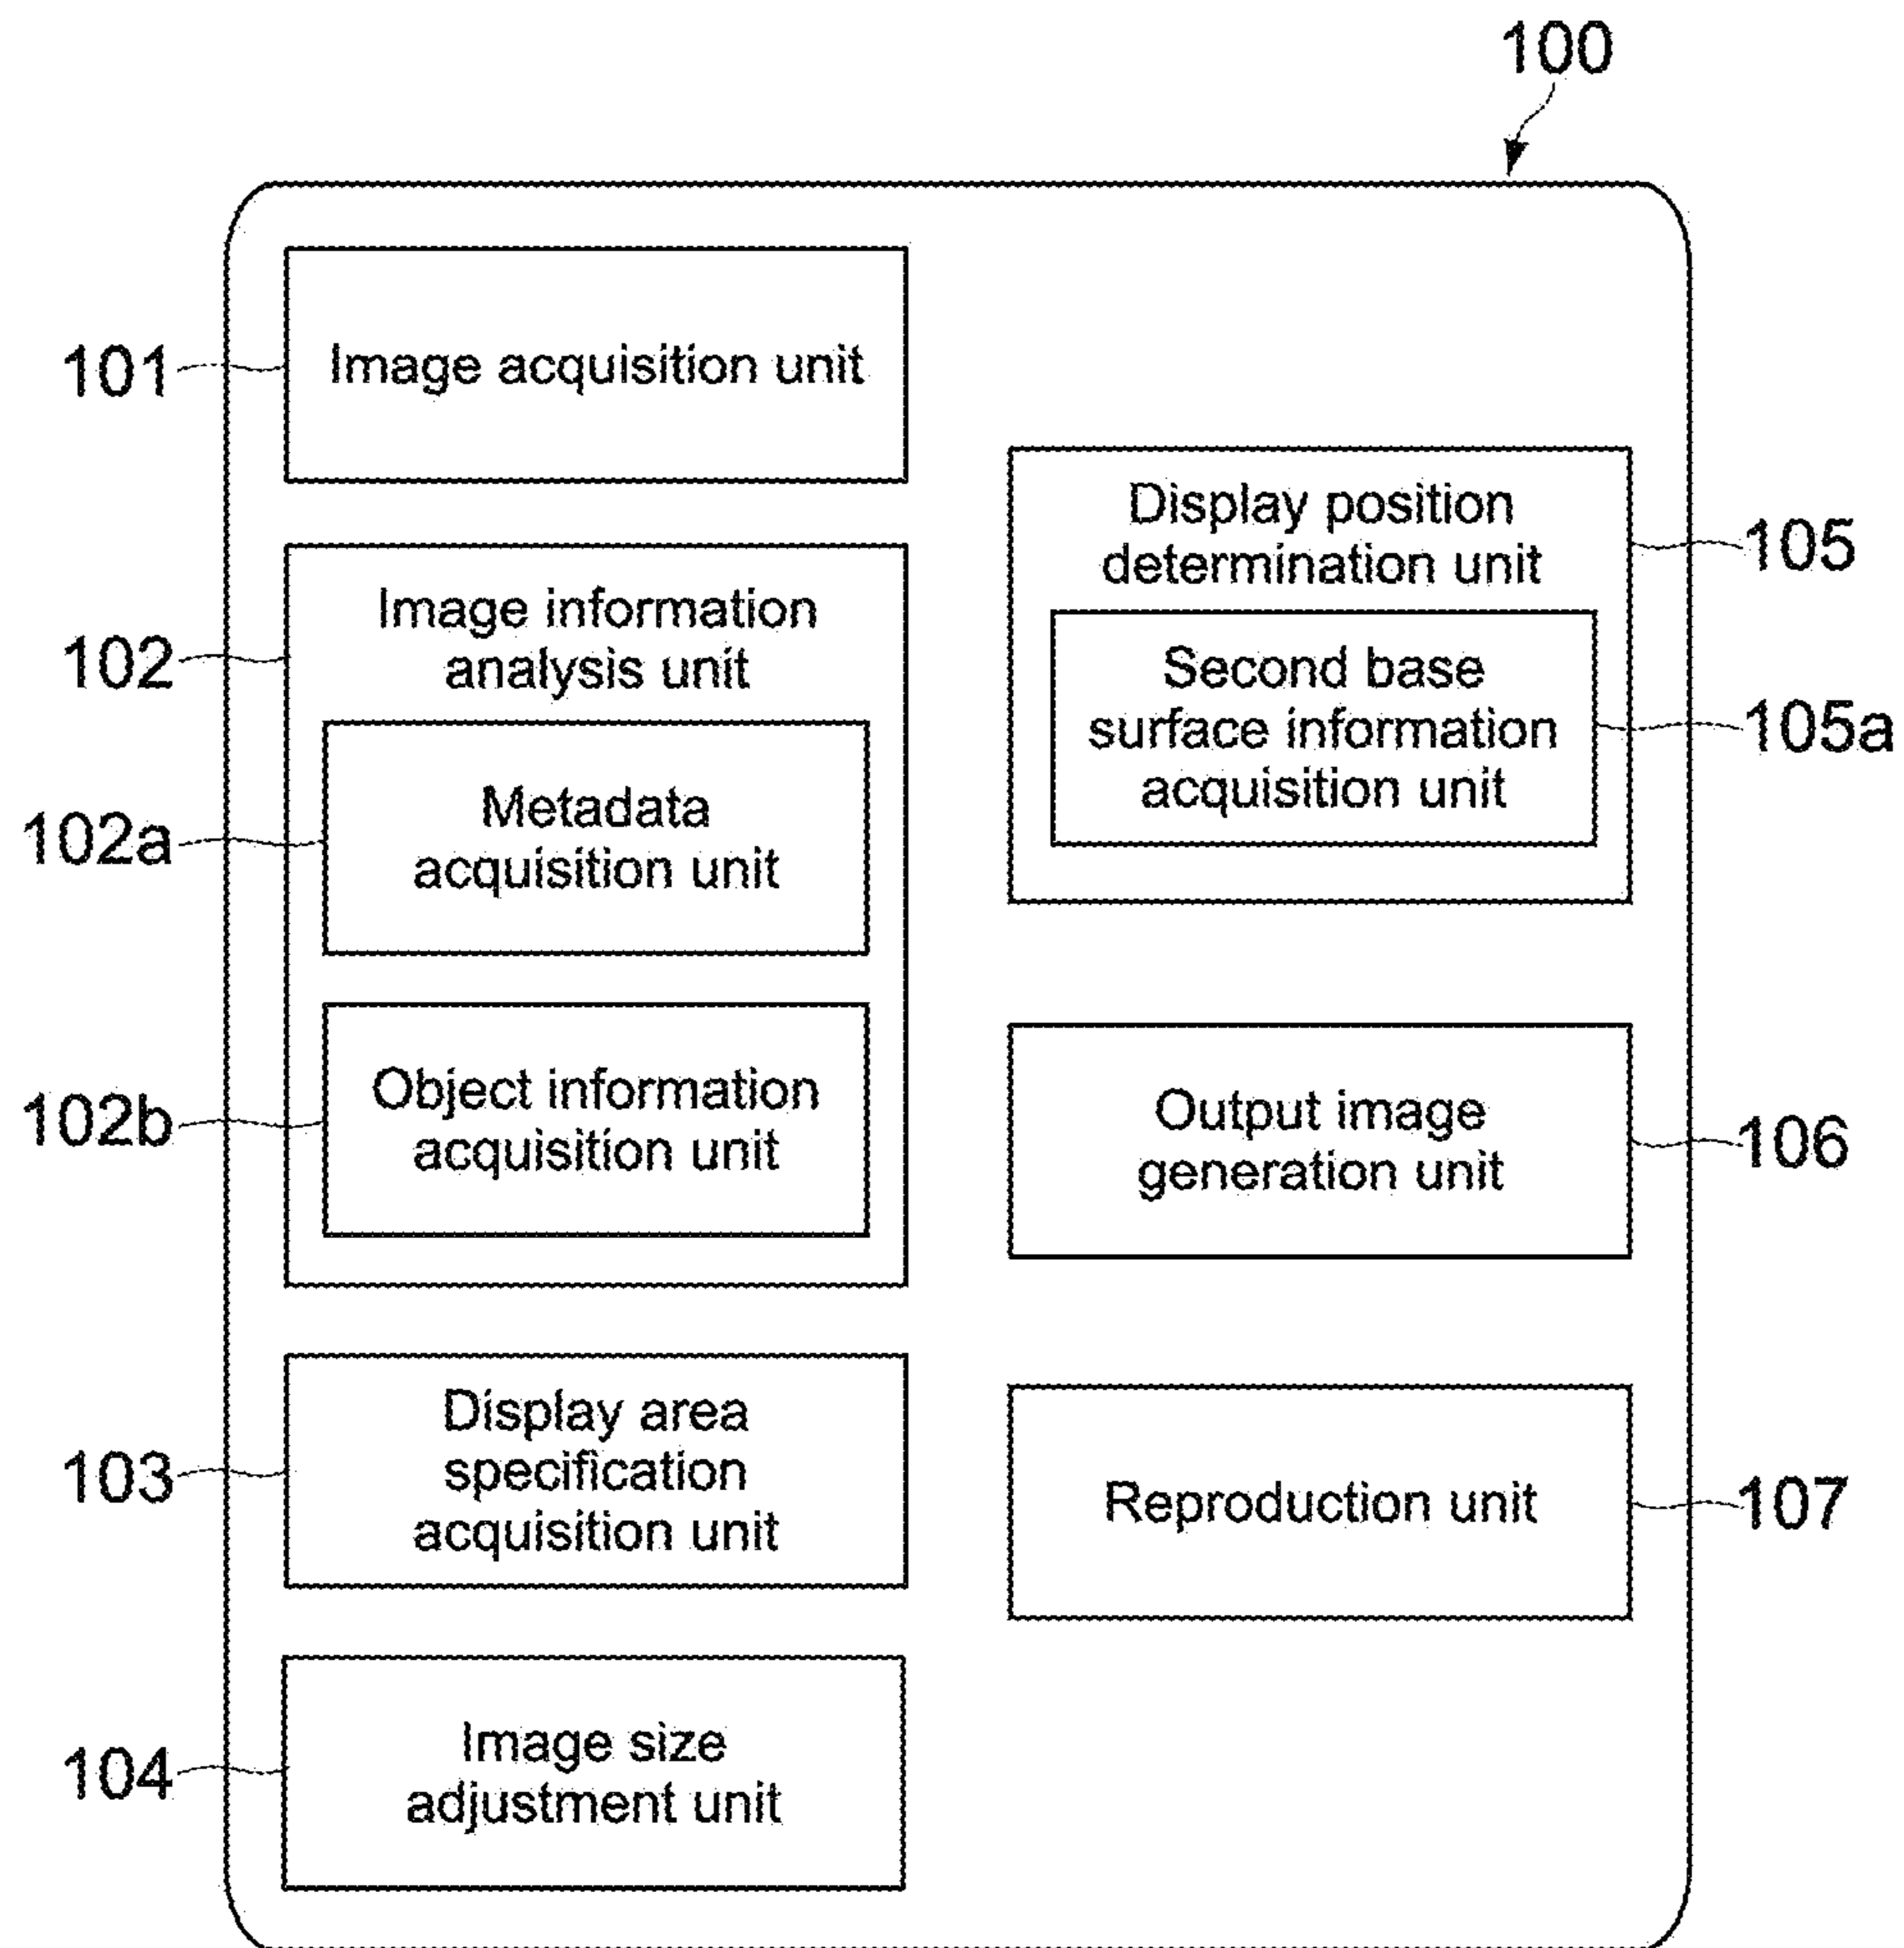 100
101
Image acquisition unit
102
Image information
analysis unit
102a
Metadata
acquisition unit
102b
Object information
acquisition unit
103
Display area
specification
acquisition unit
104
Image size
adjustment unit
Display position
determination unit
105
Second base
surface information
acquisition unit
105a
Output image
generation unit
106
Reproduction unit
107